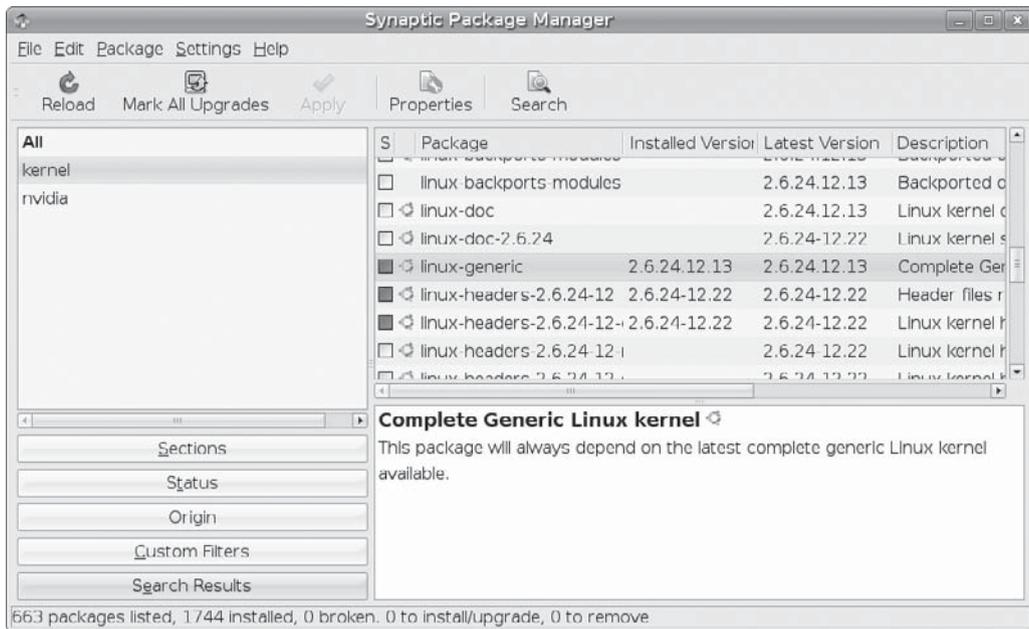 Synaptic Package Manager
File Edit Package Settings Help
Reload Mark All Upgrades Apply Properties Search
All
kernel
nvidia
S Package Installed Version Latest Version Description
linux-backports-modules 2.6.24.12.13 Backported d
linux-doc 2.6.24.12.13 Linux kernel
linux-doc-2.6.24 2.6.24-12.22 Linux kernel s
linux-generic 2.6.24.12.13 2.6.24.12.13 Complete Ger
linux-headers-2.6.24-12 2.6.24-12.22 2.6.24-12.22 Header files r
linux-headers-2.6.24-12- 2.6.24-12.22 2.6.24-12.22 Linux kernel h
linux-headers-2.6.24-12- 2.6.24-12.22 Linux kernel h
Sections
Status
Origin
Custom Filters
Search Results
Complete Generic Linux kernel
This package will always depend on the latest complete generic Linux kernel
available.
663 packages listed, 1744 installed, 0 broken. 0 to install/upgrade, 0 to remove